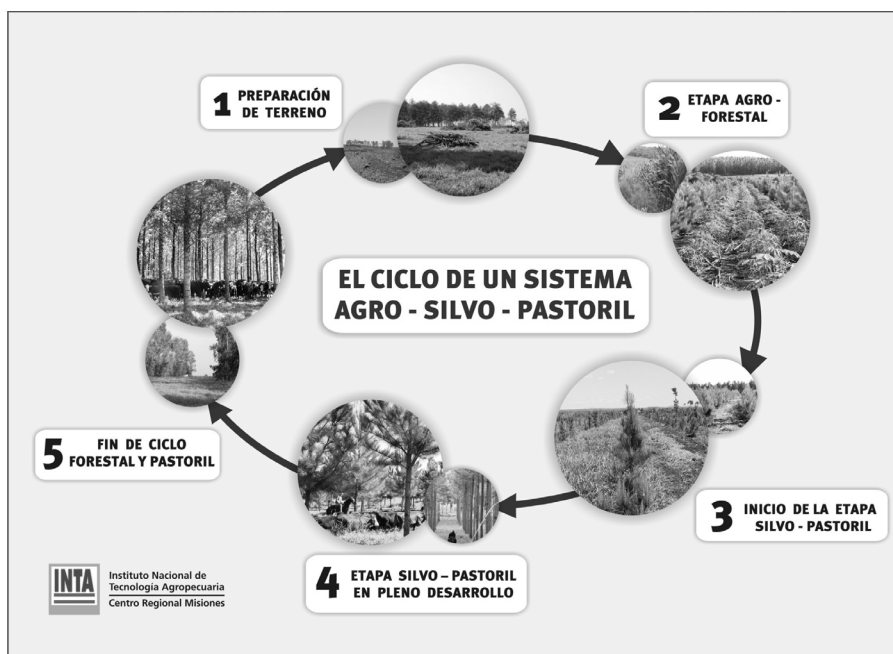 1 PREPARACIÓN
DE TERRENO
2 ETAPA AGRO -
FORESTAL
EL CICLO DE UN SISTEMA
AGRO - SILVO - PASTORIL
3 INICIO DE LA ETAPA
SILVO - PASTORIL
4 ETAPA SILVO – PASTORIL
EN PLENO DESARROLLO
5 FIN DE CICLO
FORESTAL Y PASTORIL
INTA
Instituto Nacional de
Tecnología Agropecuaria
Centro Regional Misiones